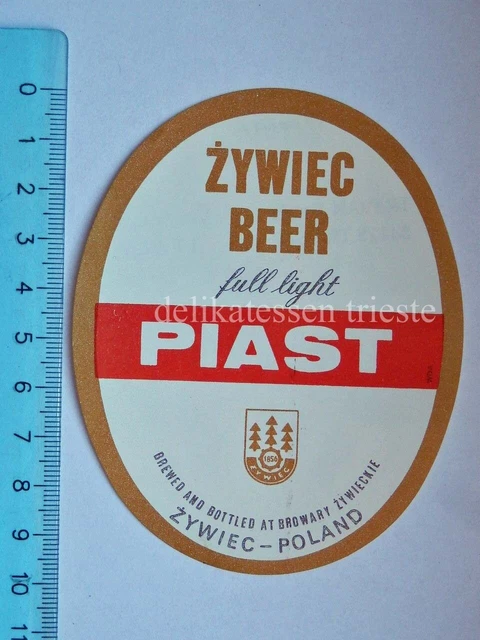 0
1
2
3
4
5
6
7
8
9
10
11
ŻYWIEC
BEER
full light
delikatessen trieste
PIAST
1856
ŻYWIEC
BREWED AND BOTTLED AT BROWARY ŻYWIECKIE
ŻYWIEC - POLAND